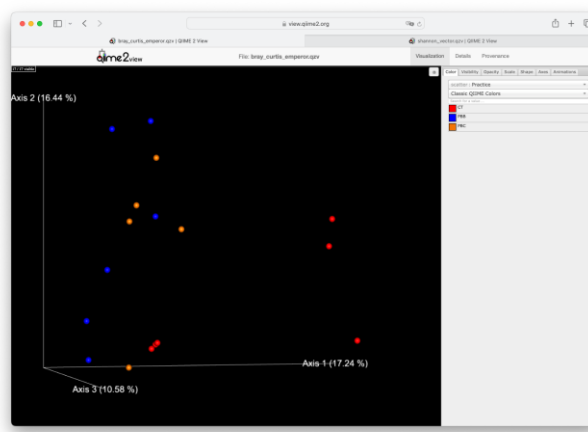 view.qiime2.org
bray_curtis_emperor.qzv | QIIME 2 View
shannon_vector.qzv | QIIME 2 View
qiime2view
File: bray_curtis_emperor.qzv
Visualization
Details
Provenance
Color
Visibility
Opacity
Scale
Shape
Axes
Animations
scatter: Practice
Classic QIIME Colors
CT
Axis 2 (16.44 %)
Axis 1 (17.24 %)
Axis 3 (10.58 %)